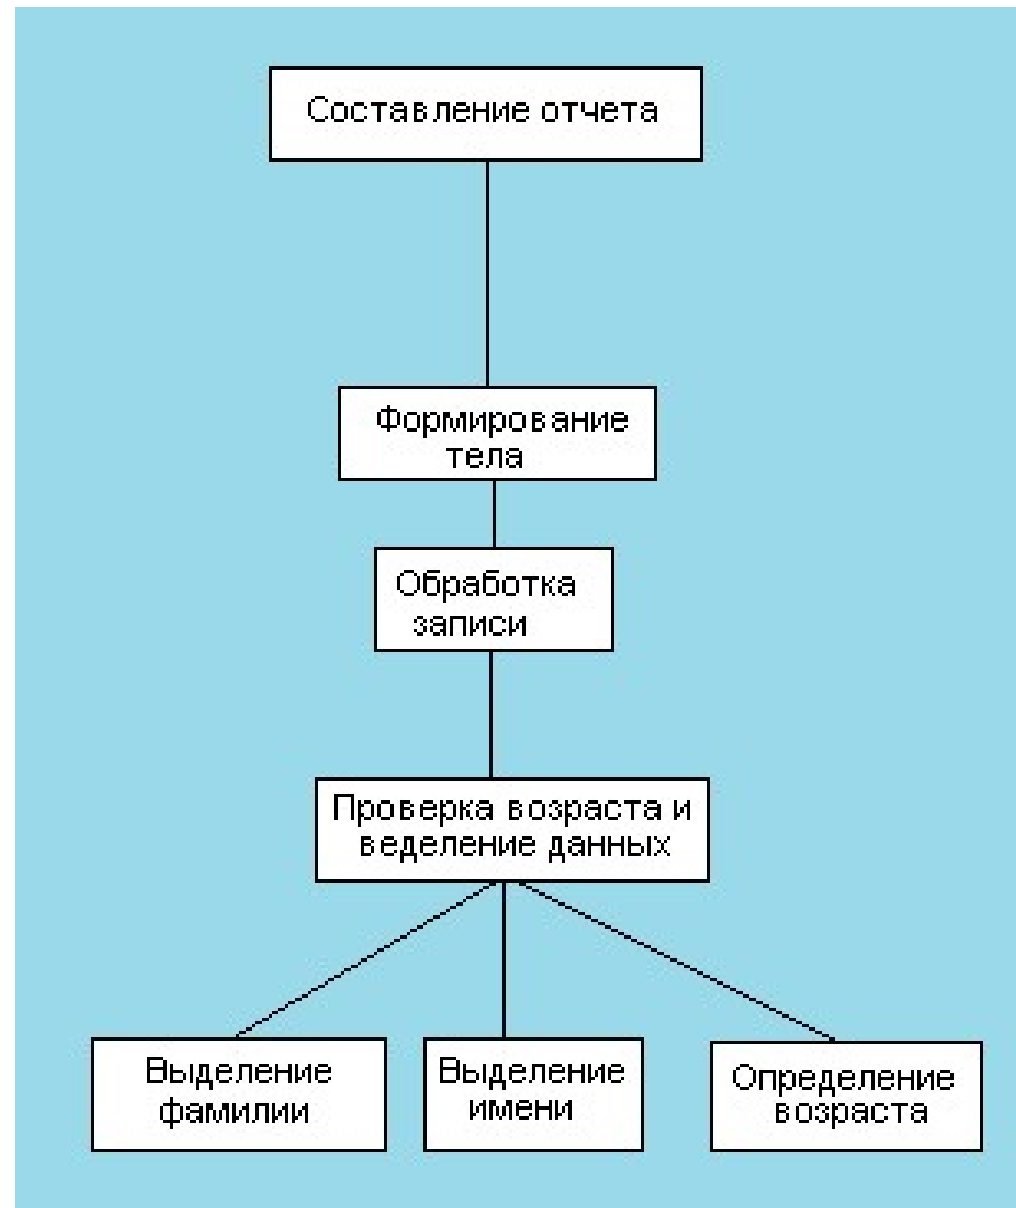 Составление отчета
Формирование
тела
Обработка
записи
Проверка возраста и
веделение данных
Выделение
фамилии
Выделение
имени
Определение
возраста